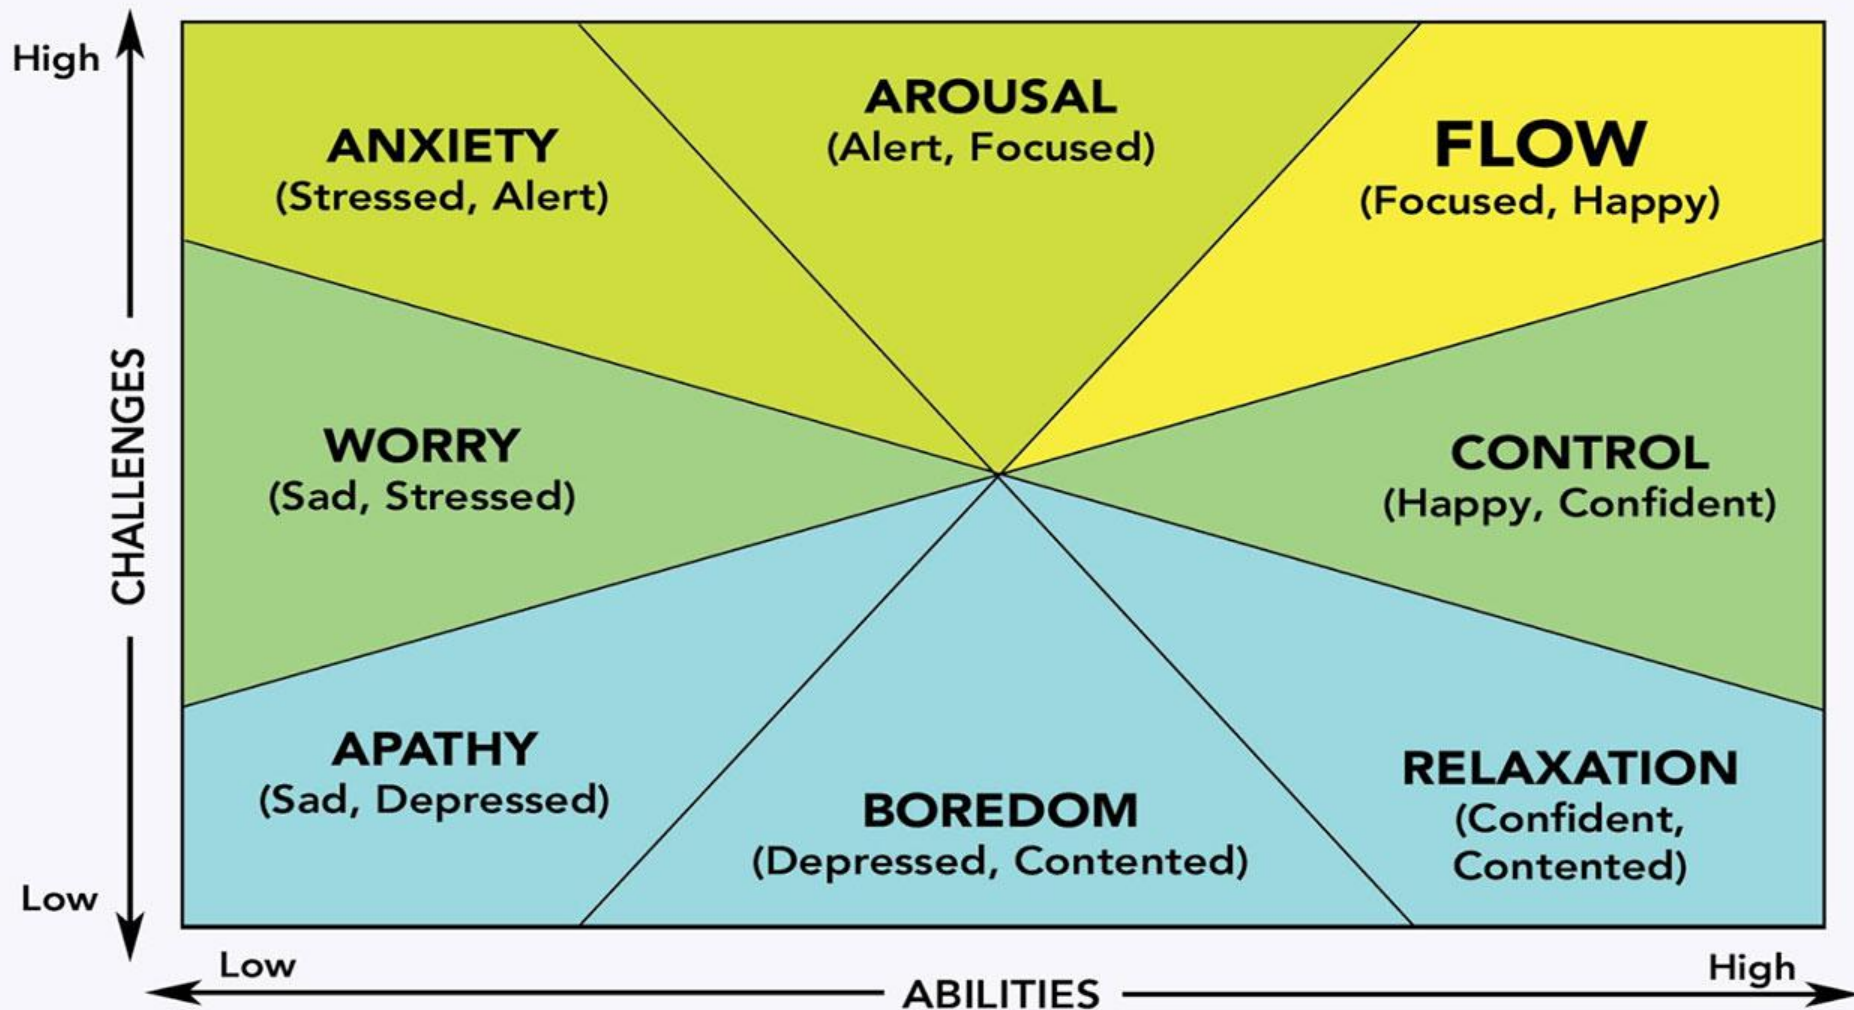 High
ANXIETY
(Stressed, Alert)
AROUSAL
(Alert, Focused)
FLOW
(Focused, Happy)
CHALLENGES
WORRY
(Sad, Stressed)
CONTROL
(Happy, Confident)
APATHY
(Sad, Depressed)
BOREDOM
(Depressed, Contented)
RELAXATION
(Confident,
Contented)
Low
Low
ABILITIES
High